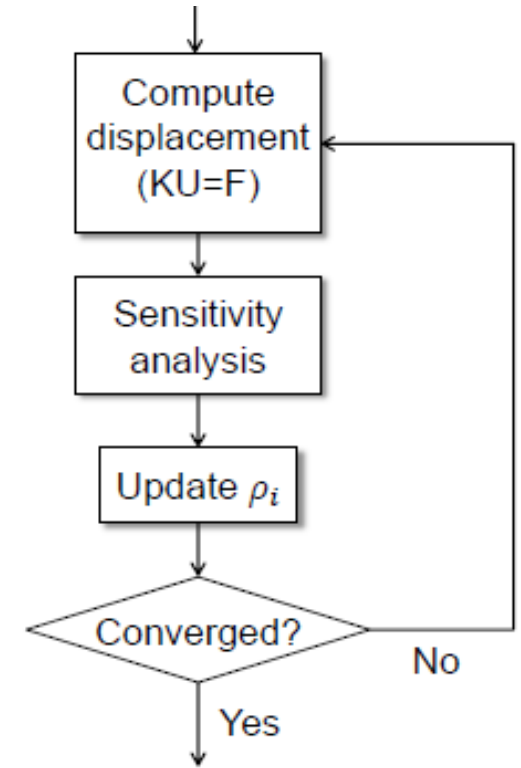 Compute
displacement
(KU=F)
Sensitivity
analysis
Update ρᵢ
Converged?
No
Yes